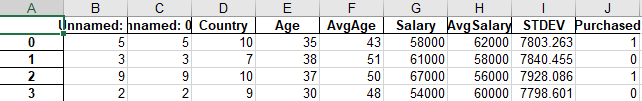 A B C D E F G H I J
Unnamed: nnamed: 0 Country Age AvgAge Salary AvgSalary STDEV Purchased
0 5 5 10 35 43 58000 62000 7803.263 1
1 3 3 7 38 51 61000 58000 7840.455 0
2 9 9 10 37 50 67000 56000 7928.086 1
3 2 2 9 30 48 54000 60000 7798.601 0